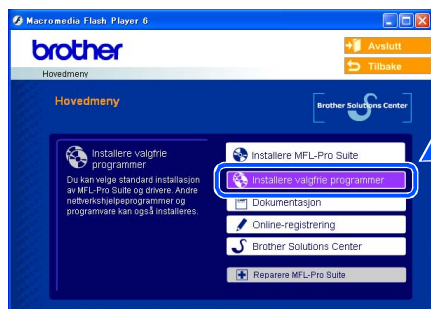 Macromedia Flash Player 6
brother
Avslutt
Tilbake
Hovedmeny
Hovedmeny
Brother Solutions Center
Installere valgfrie
programmer
Du kan velge standard installasjon
av MFL-Pro Suite og drivere. Andre
nettverkshjelpeprogrammer og
programvare kan også installeres.
Installere MFL-Pro Suite
Installere valgfrie programmer
Dokumentasjon
Online-registrering
Brother Solutions Center
Reparere MFL-Pro Suite